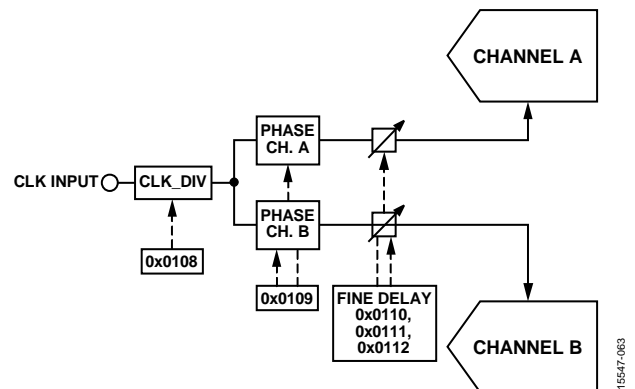 CHANNEL A
PHASE
CH. A
CLK INPUT
CLK_DIV
PHASE
CH. B
0x0108
0x0109
FINE DELAY
0x0110,
0x0111,
0x0112
CHANNEL B
15547-063